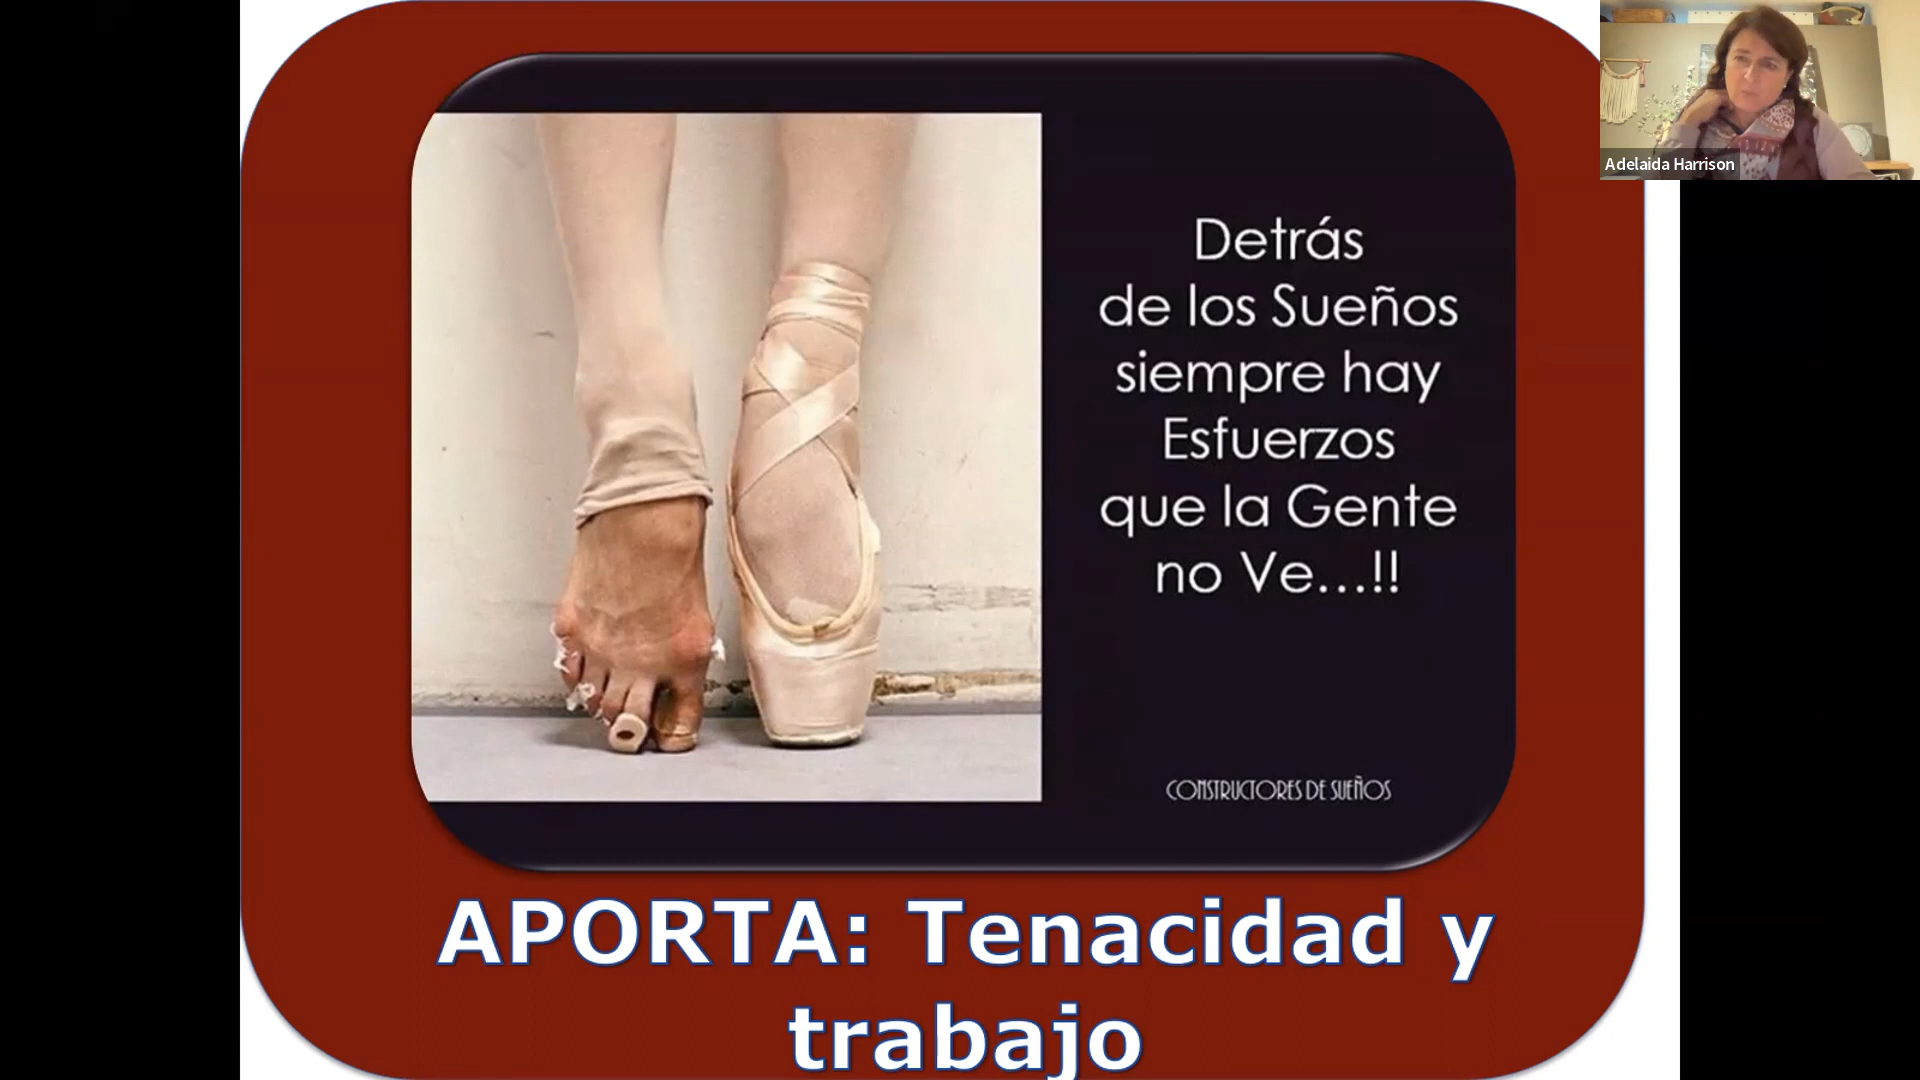 Adelaida Harrison
Detrás
de los Sueños
siempre hay
Esfuerzos
que la Gente
no Ve...!!
CONSTRUCTORES DE SUEÑOS
APORTA: Tenacidad y
trabajo